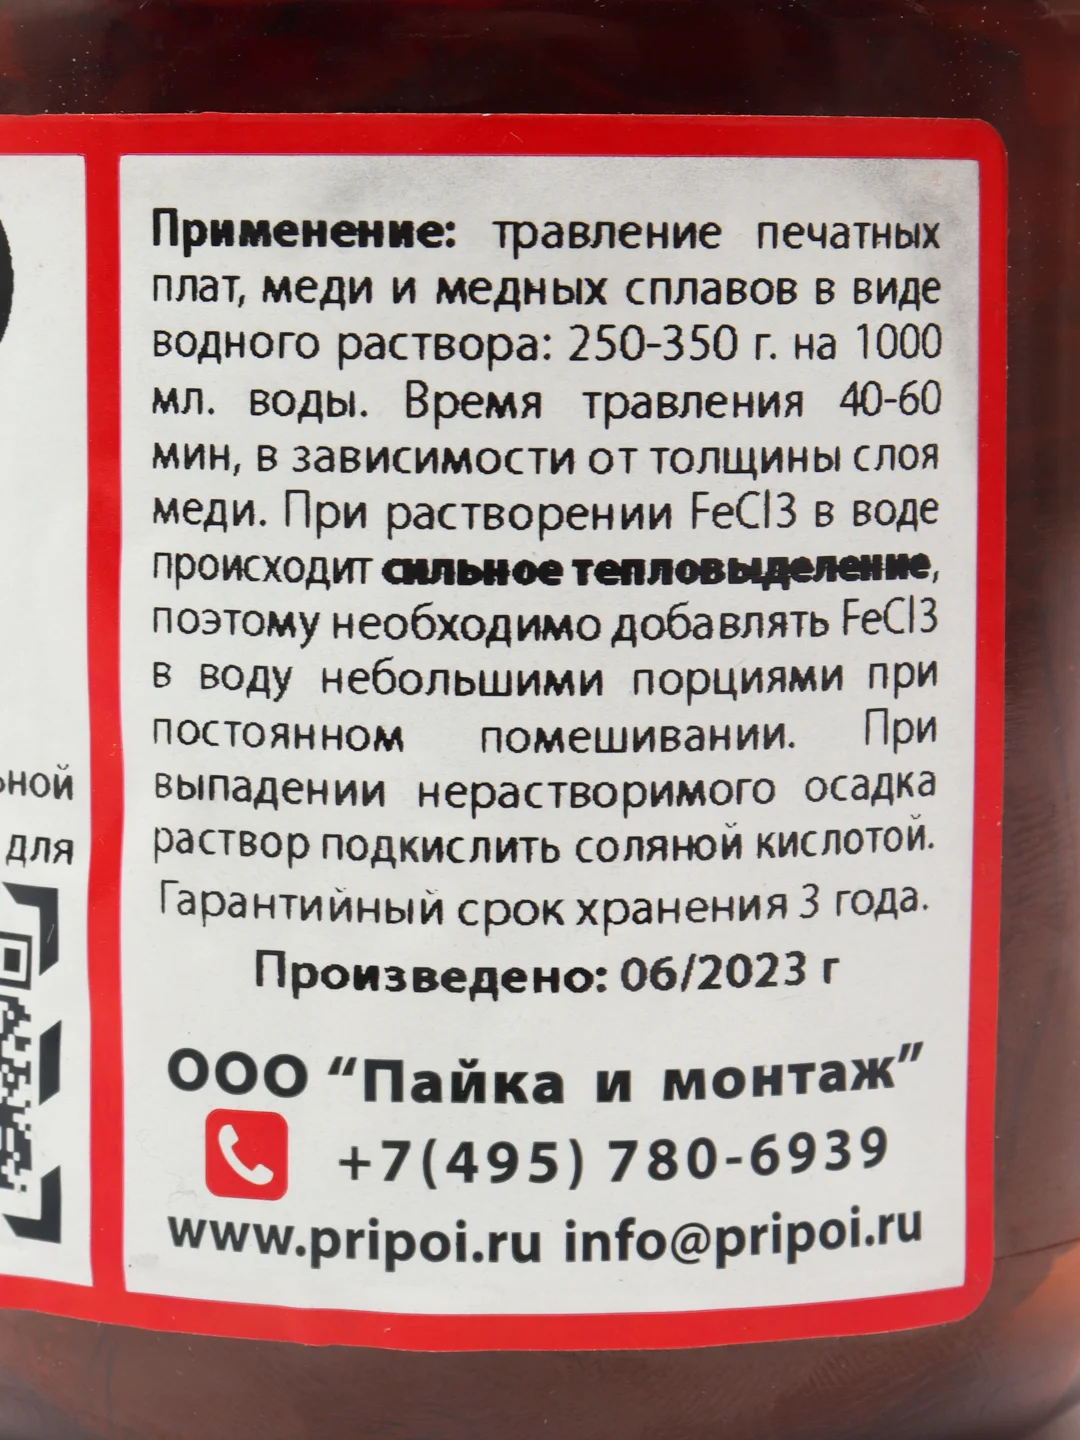 Применение: травление печатных
плат, меди и медных сплавов в виде
водного раствора: 250-350 г. на 1000
мл. воды. Время травления 40-60
мин, в зависимости от толщины слоя
меди. При растворении FeCl3 в воде
происходит сильное тепловыделение,
поэтому необходимо добавлять FeCl3
в воду небольшими порциями при
постоянном помешивании. При
выпадении нерастворимого осадка
раствор подкислить соляной кислотой.
Гарантийный срок хранения 3 года.
Произведено: 06/2023 г
ООО “Пайка и монтаж”
+7(495) 780-6939
www.pripoi.ru info@pripoi.ru
ьной
для